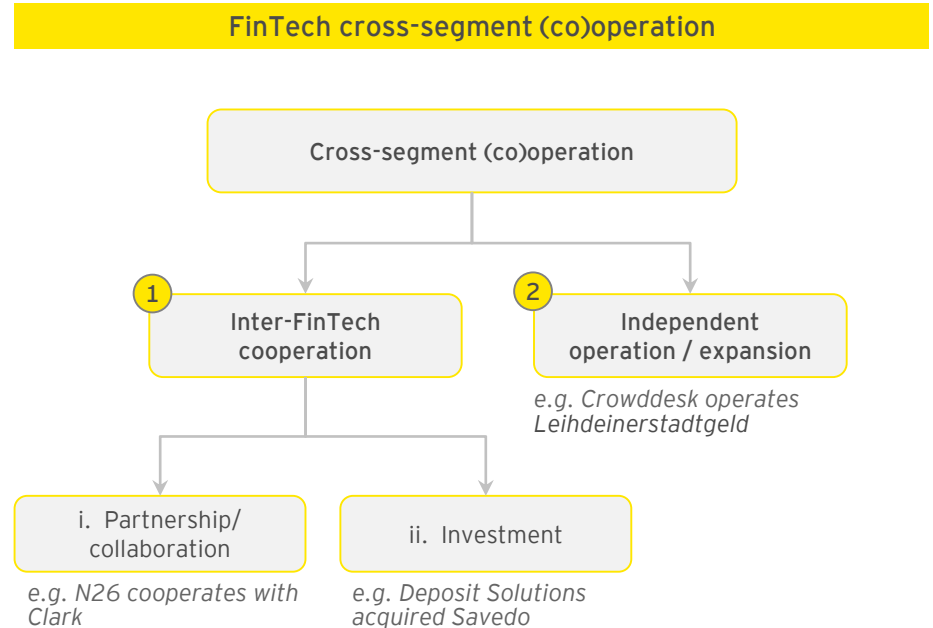 FinTech cross-segment (co)operation
Cross-segment (co)operation
1
Inter-FinTech
cooperation
2
Independent
operation / expansion
e.g. Crowddesk operates
Leihdeinerstadtgeld
i. Partnership/
collaboration
e.g. N26 cooperates with
Clark
ii. Investment
e.g. Deposit Solutions
acquired Savedo